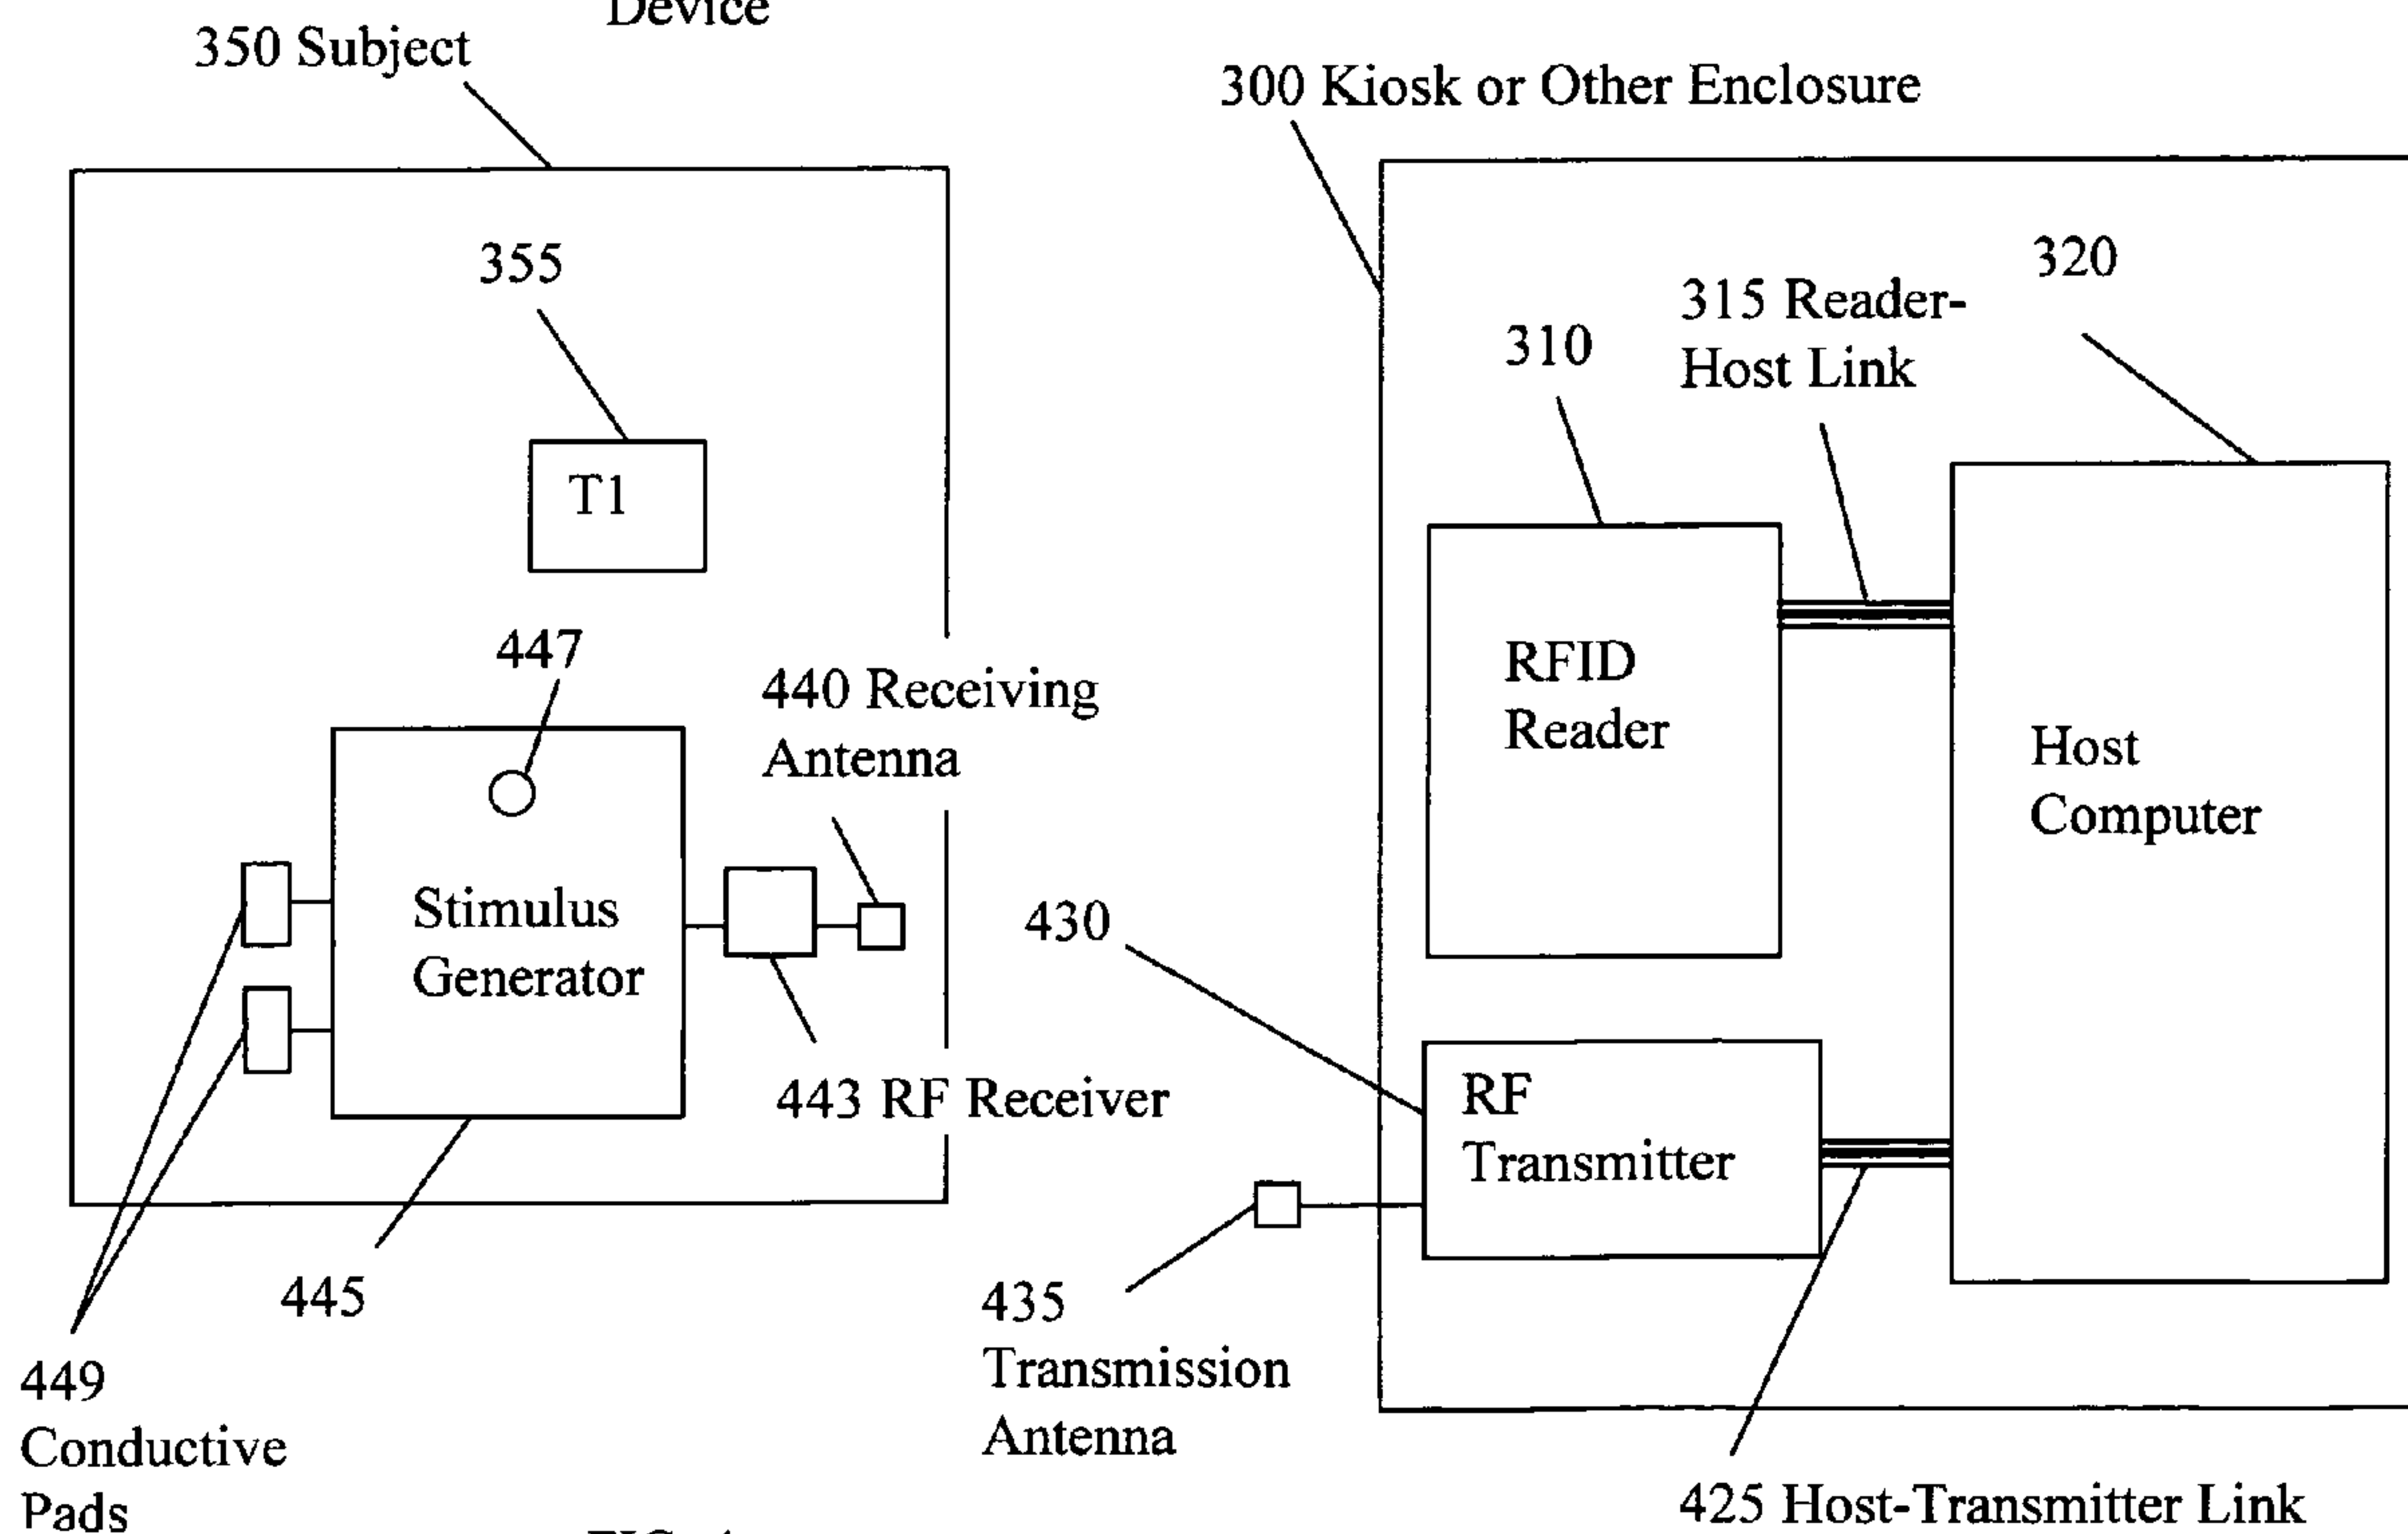 Device
350 Subject
300 Kiosk or Other Enclosure
355
T1
447
440 Receiving
Antenna
Stimulus
Generator
443 RF Receiver
445
449
Conductive
Pads
320
315 Reader-
Host Link
310
RFID
Reader
Host
Computer
430
RF
Transmitter
435
Transmission
Antenna
425 Host-Transmitter Link